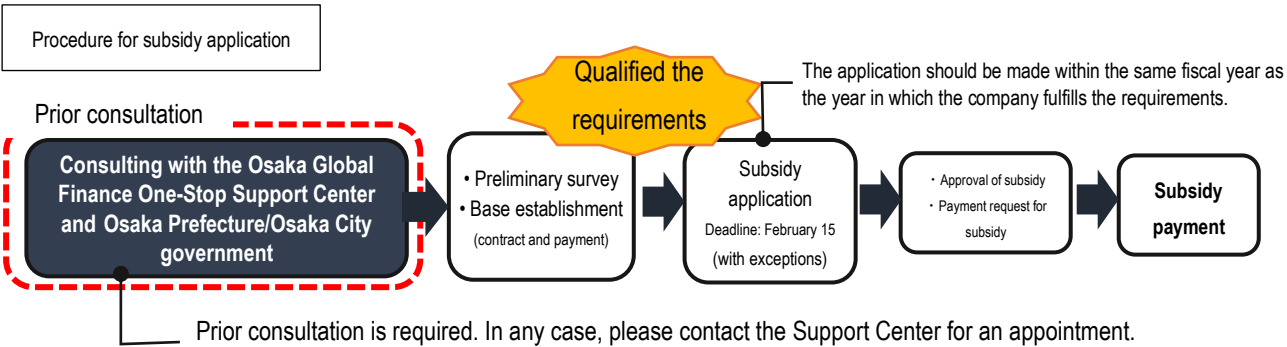 Procedure for subsidy application
Prior consultation
Consulting with the Osaka Global
Finance One-Stop Support Center
and Osaka Prefecture/Osaka City
government
• Preliminary survey
• Base establishment
(contract and payment)
Qualified the
requirements
Subsidy
application
Deadline: February 15
(with exceptions)
The application should be made within the same fiscal year as
the year in which the company fulfills the requirements.
・Approval of subsidy
・Payment request for
subsidy
Subsidy
payment
Prior consultation is required. In any case, please contact the Support Center for an appointment.